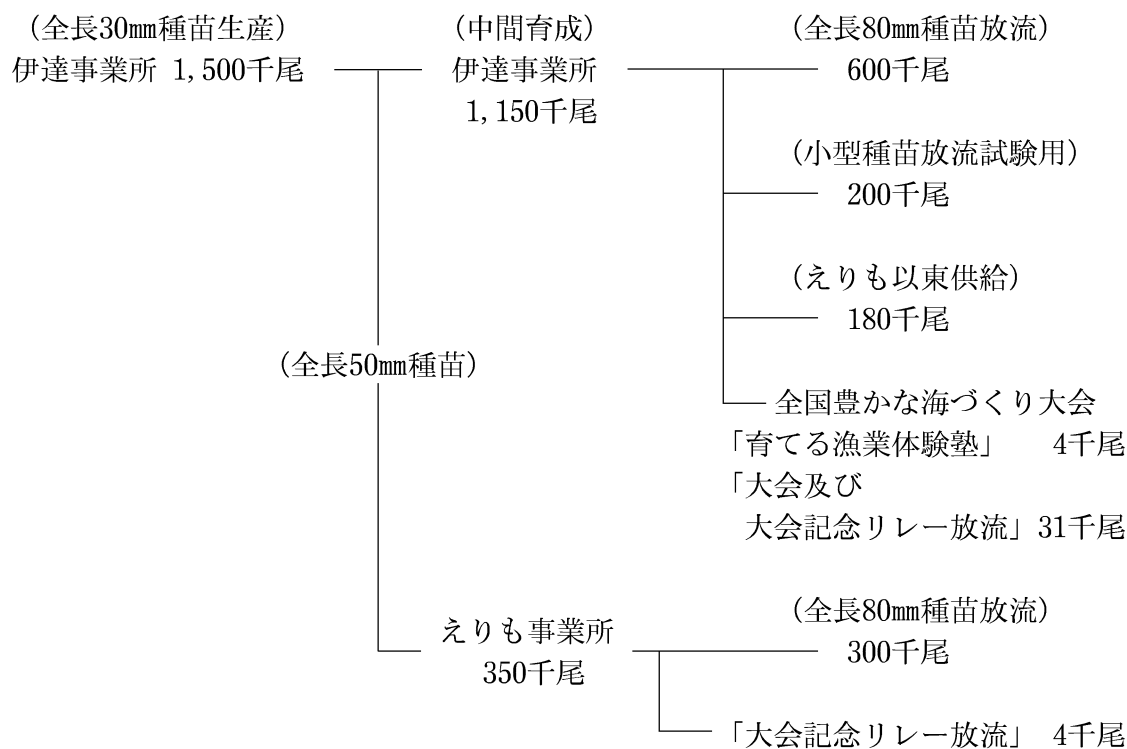 （全長30㎜種苗生産）
伊達事業所 1,500千尾
（中間育成）
伊達事業所
1,150千尾
（全長80㎜種苗放流）
600千尾
（小型種苗放流試験用）
200千尾
（えりも以東供給）
180千尾
全国豊かな海づくり大会
「育てる漁業体験塾」 4千尾
「大会及び
大会記念リレー放流」31千尾
（全長50㎜種苗）
えりも事業所
350千尾
（全長80㎜種苗放流）
300千尾
「大会記念リレー放流」 4千尾